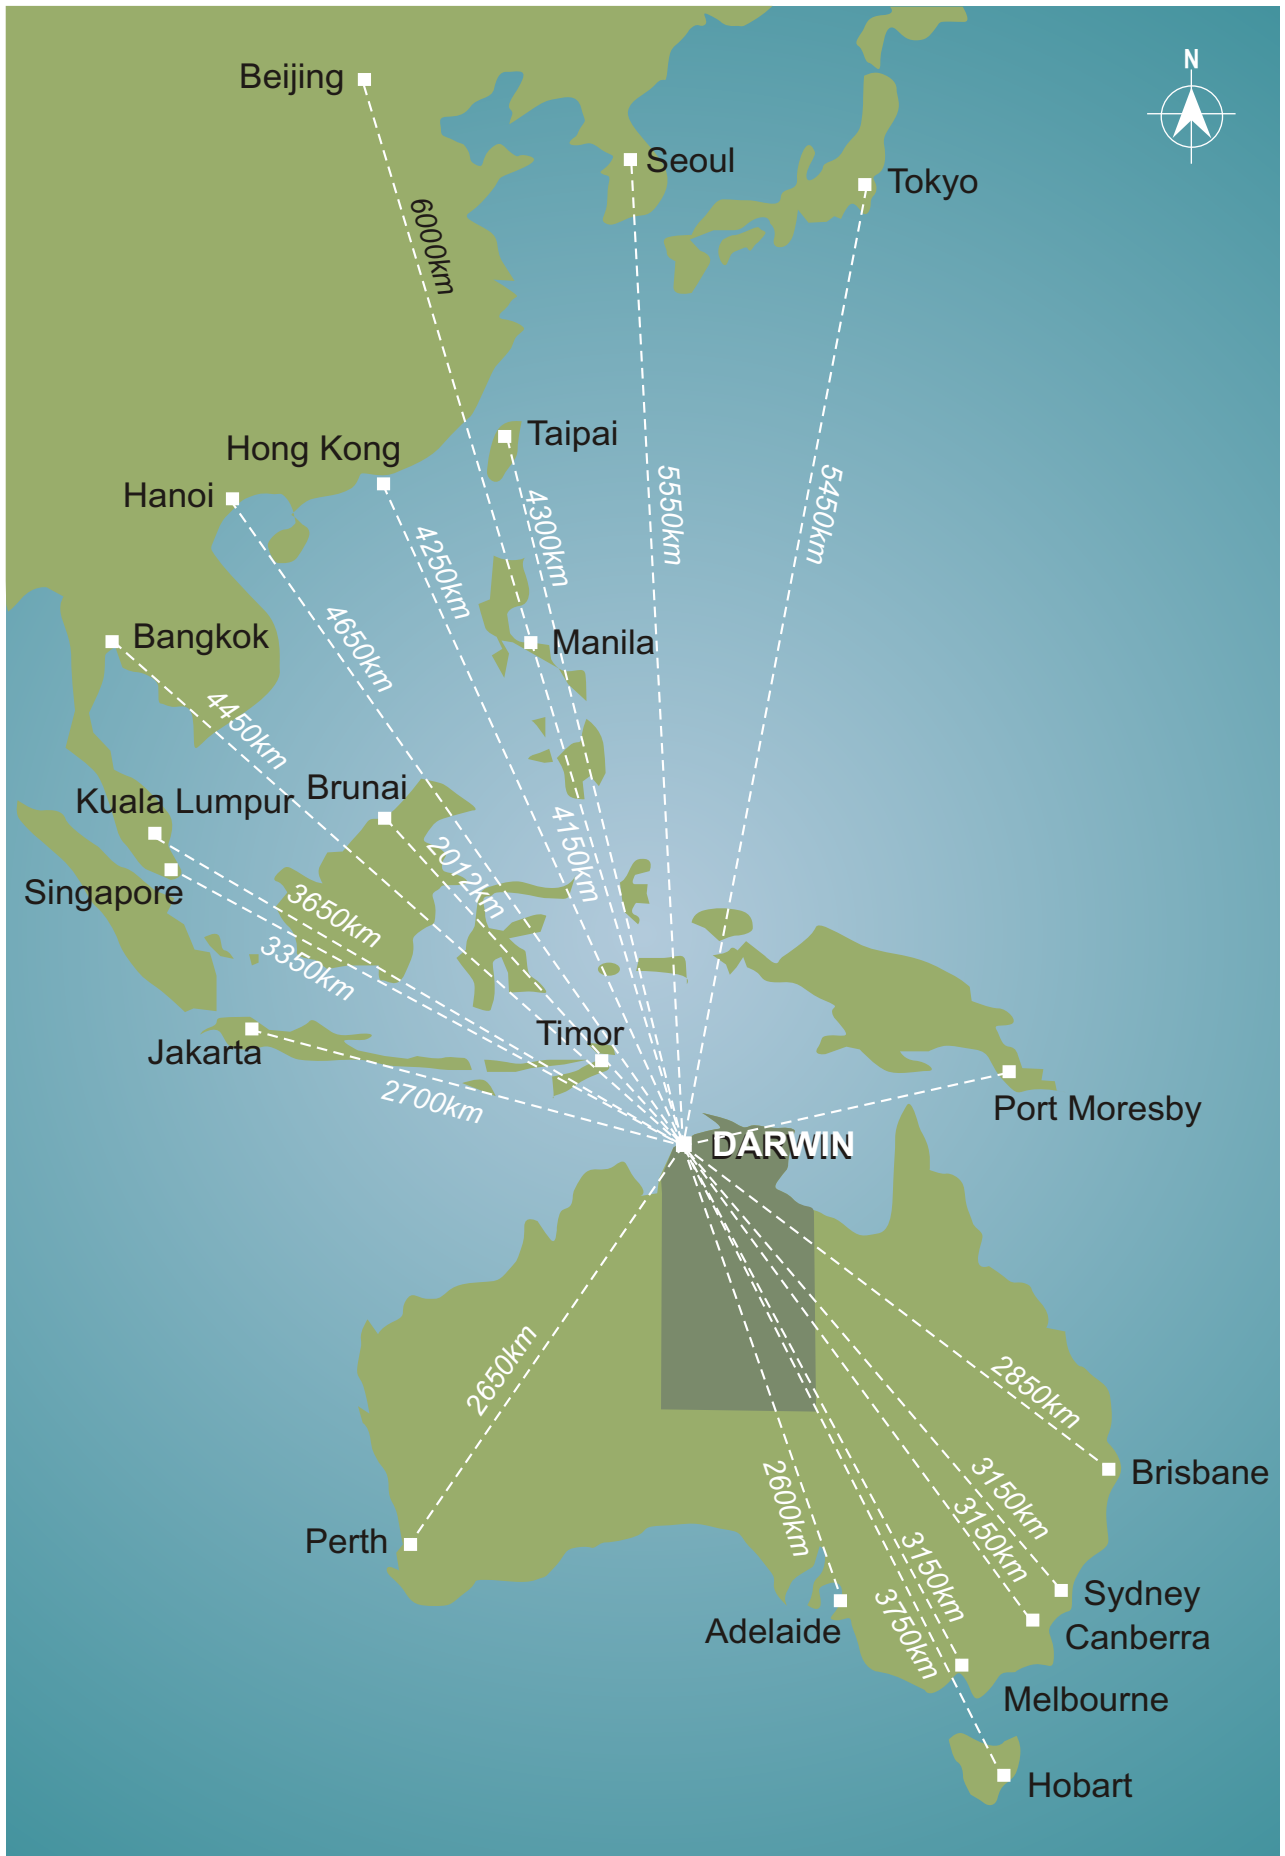 N
Beijing
Seoul
Tokyo
6000km
Taipai
Hong Kong
Hanoi
5550km
5450km
4300km
4250km
4650km
Bangkok
Manila
4450km
Brunai
Kuala Lumpur
4150km
2012km
Singapore
3650km
3350km
Timor
Jakarta
2700km
Port Moresby
DARWIN
2650km
2850km
Brisbane
3150km
2600km
3150km
Perth
3150km
Sydney
3750km
Adelaide
Canberra
Melbourne
Hobart